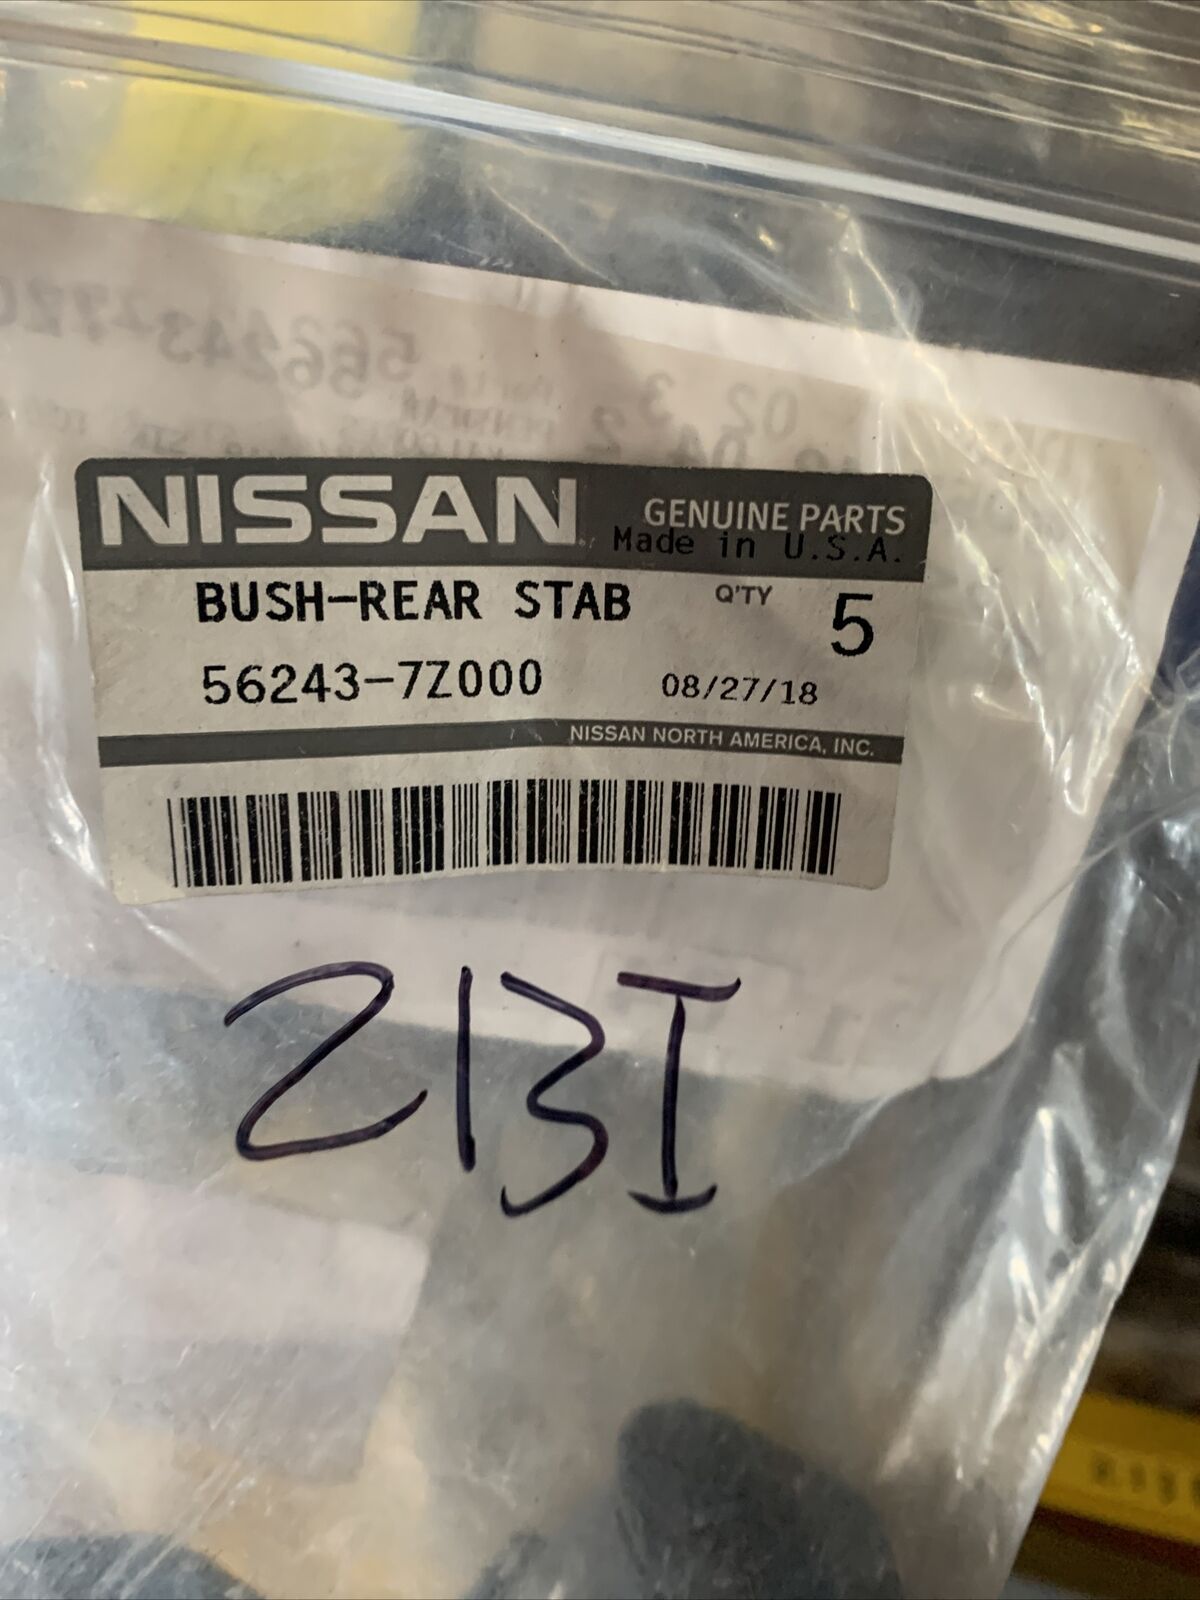 NISSAN GENUINE PARTS
Made in U.S.A.
BUSH-REAR STAB Q'TY 5
56243-7Z000 08/27/18
NISSAN NORTH AMERICA, INC.
213I